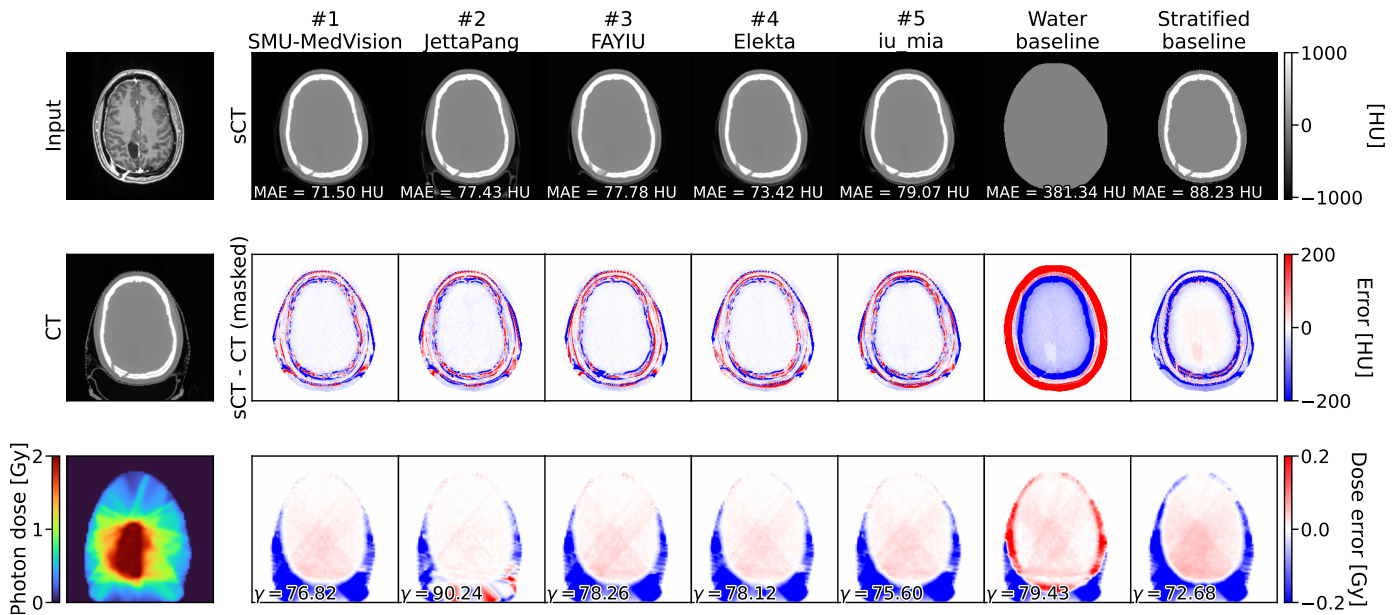 #1
SMU-MedVision
#2
JettaPang
#3
FAYIU
#4
Elekta
#5
iu_mia
Water
baseline
Stratified
baseline
Input
sCT
MAE = 71.50 HU
MAE = 77.43 HU
MAE = 77.78 HU
MAE = 73.42 HU
MAE = 79.07 HU
MAE = 381.34 HU
MAE = 88.23 HU
1000
0
−1000
[HU]
CT
sCT - CT (masked)
200
0
−200
Error [HU]
Photon dose [Gy]
2
1
0
γ = 76.82
γ = 90.24
γ = 78.26
γ = 78.12
γ = 75.60
γ = 79.43
γ = 72.68
0.2
0.0
−0.2
Dose error [Gy]